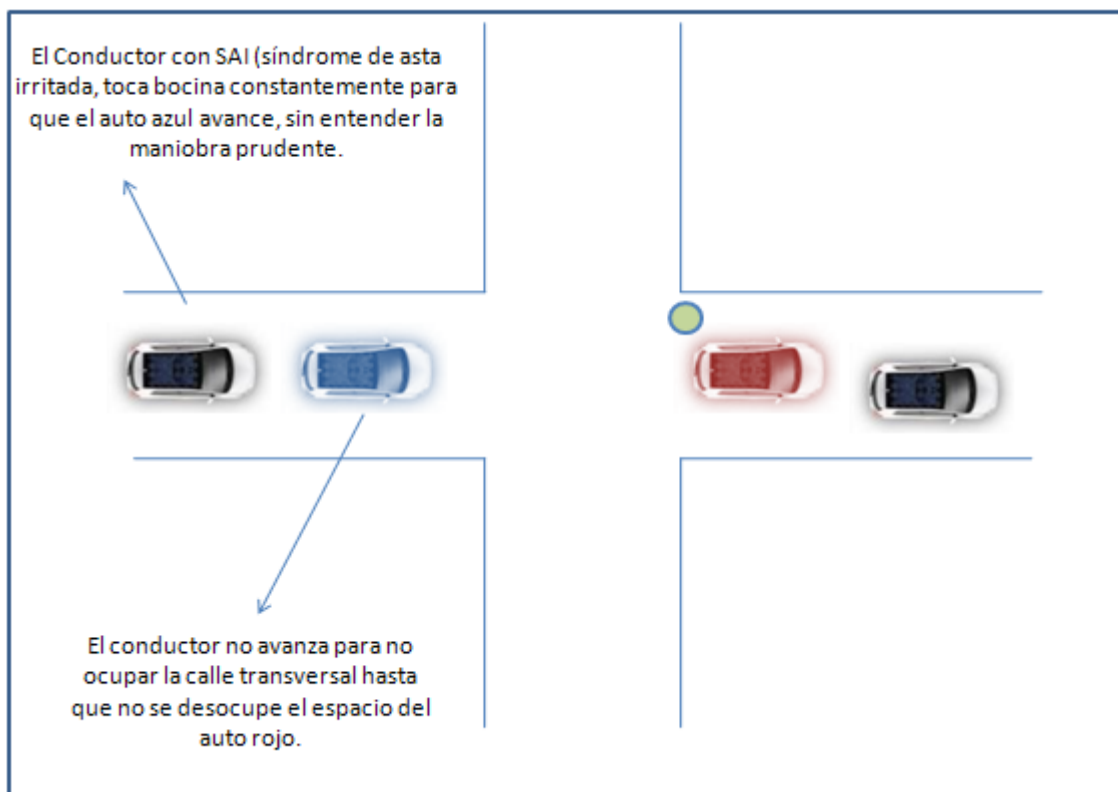 El Conductor con SAI (síndrome de asta
irritada, toca bocina constantemente para
que el auto azul avance, sin entender la
maniobra prudente.
El conductor no avanza para no
ocupar la calle transversal hasta
que no se desocupe el espacio del
auto rojo.